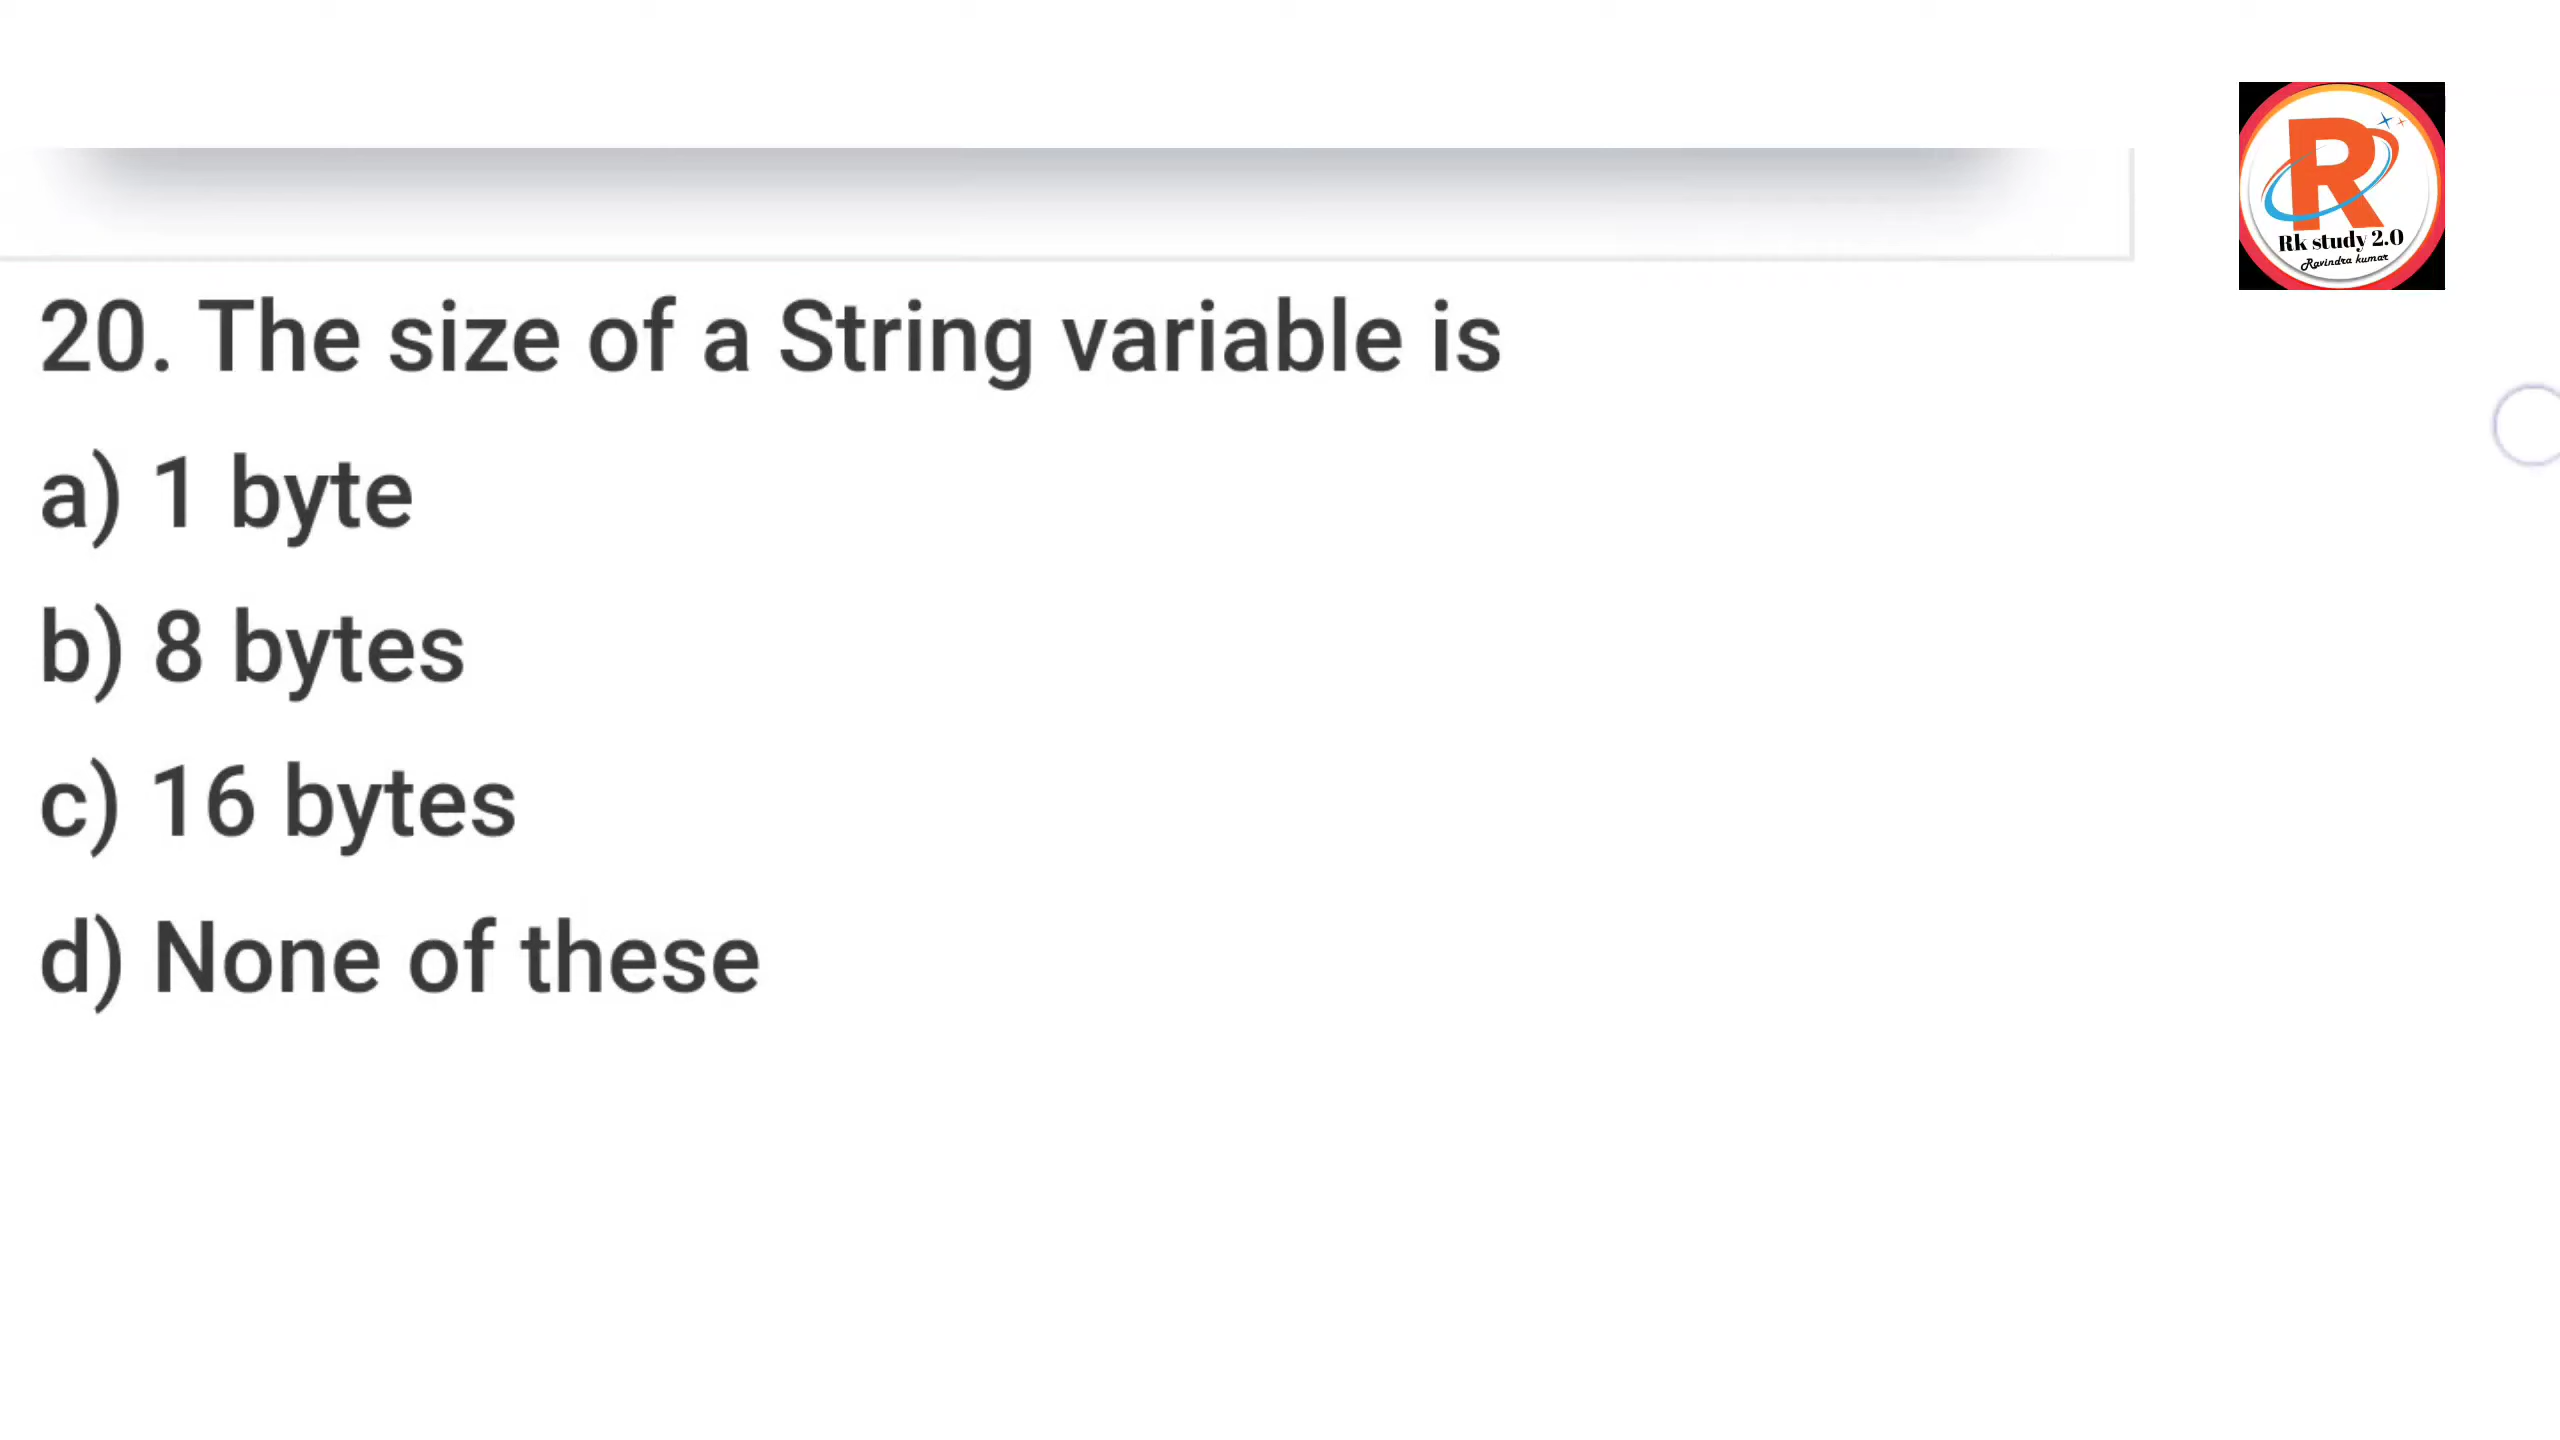 R
Rk study 2.0
Ravindra kumar
20. The size of a String variable is
a) 1 byte
b) 8 bytes
c) 16 bytes
d) None of these